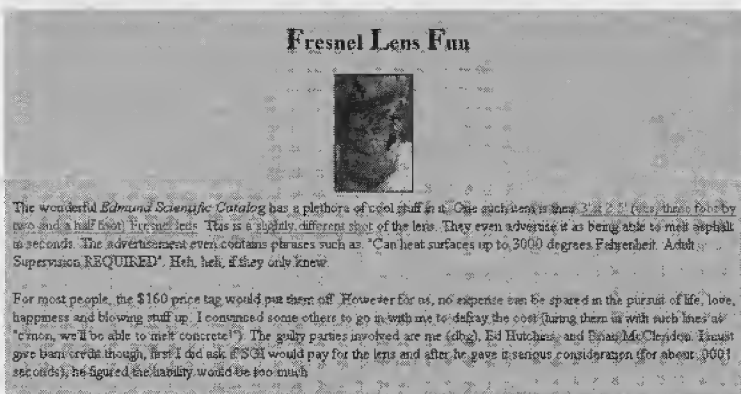 Fresnel Lens Fun
The wonderful Edmund Scientific Catalog has a plethora of cool stuff in it. One such item is their 3' x 2.5' (yes, three foot by
two and a half foot) Fresnel lens. This is a slightly different shot of the lens. They even advertise it as being able to melt asphalt
in seconds. The advertisement even contains phrases such as: "Can heat surfaces up to 3000 degrees Fahrenheit. Adult
Supervision REQUIRED". Heh, heh, if they only knew.
For most people, the $160 price tag would put them off. However for us, no expense can be spared in the pursuit of life, love,
happiness and blowing stuff up. I convinced some others to go in with me to defray the cost (luring them in with such lines as
"c'mon, we'll be able to melt concrete!"). The guilty parties involved are me (dbg), Ed Hutchins, and Brian McClendon. I must
give credit though, first I did ask if SGI would pay for the lens and after he gave it serious consideration (for about .0001
seconds), he figured the liability would be too much